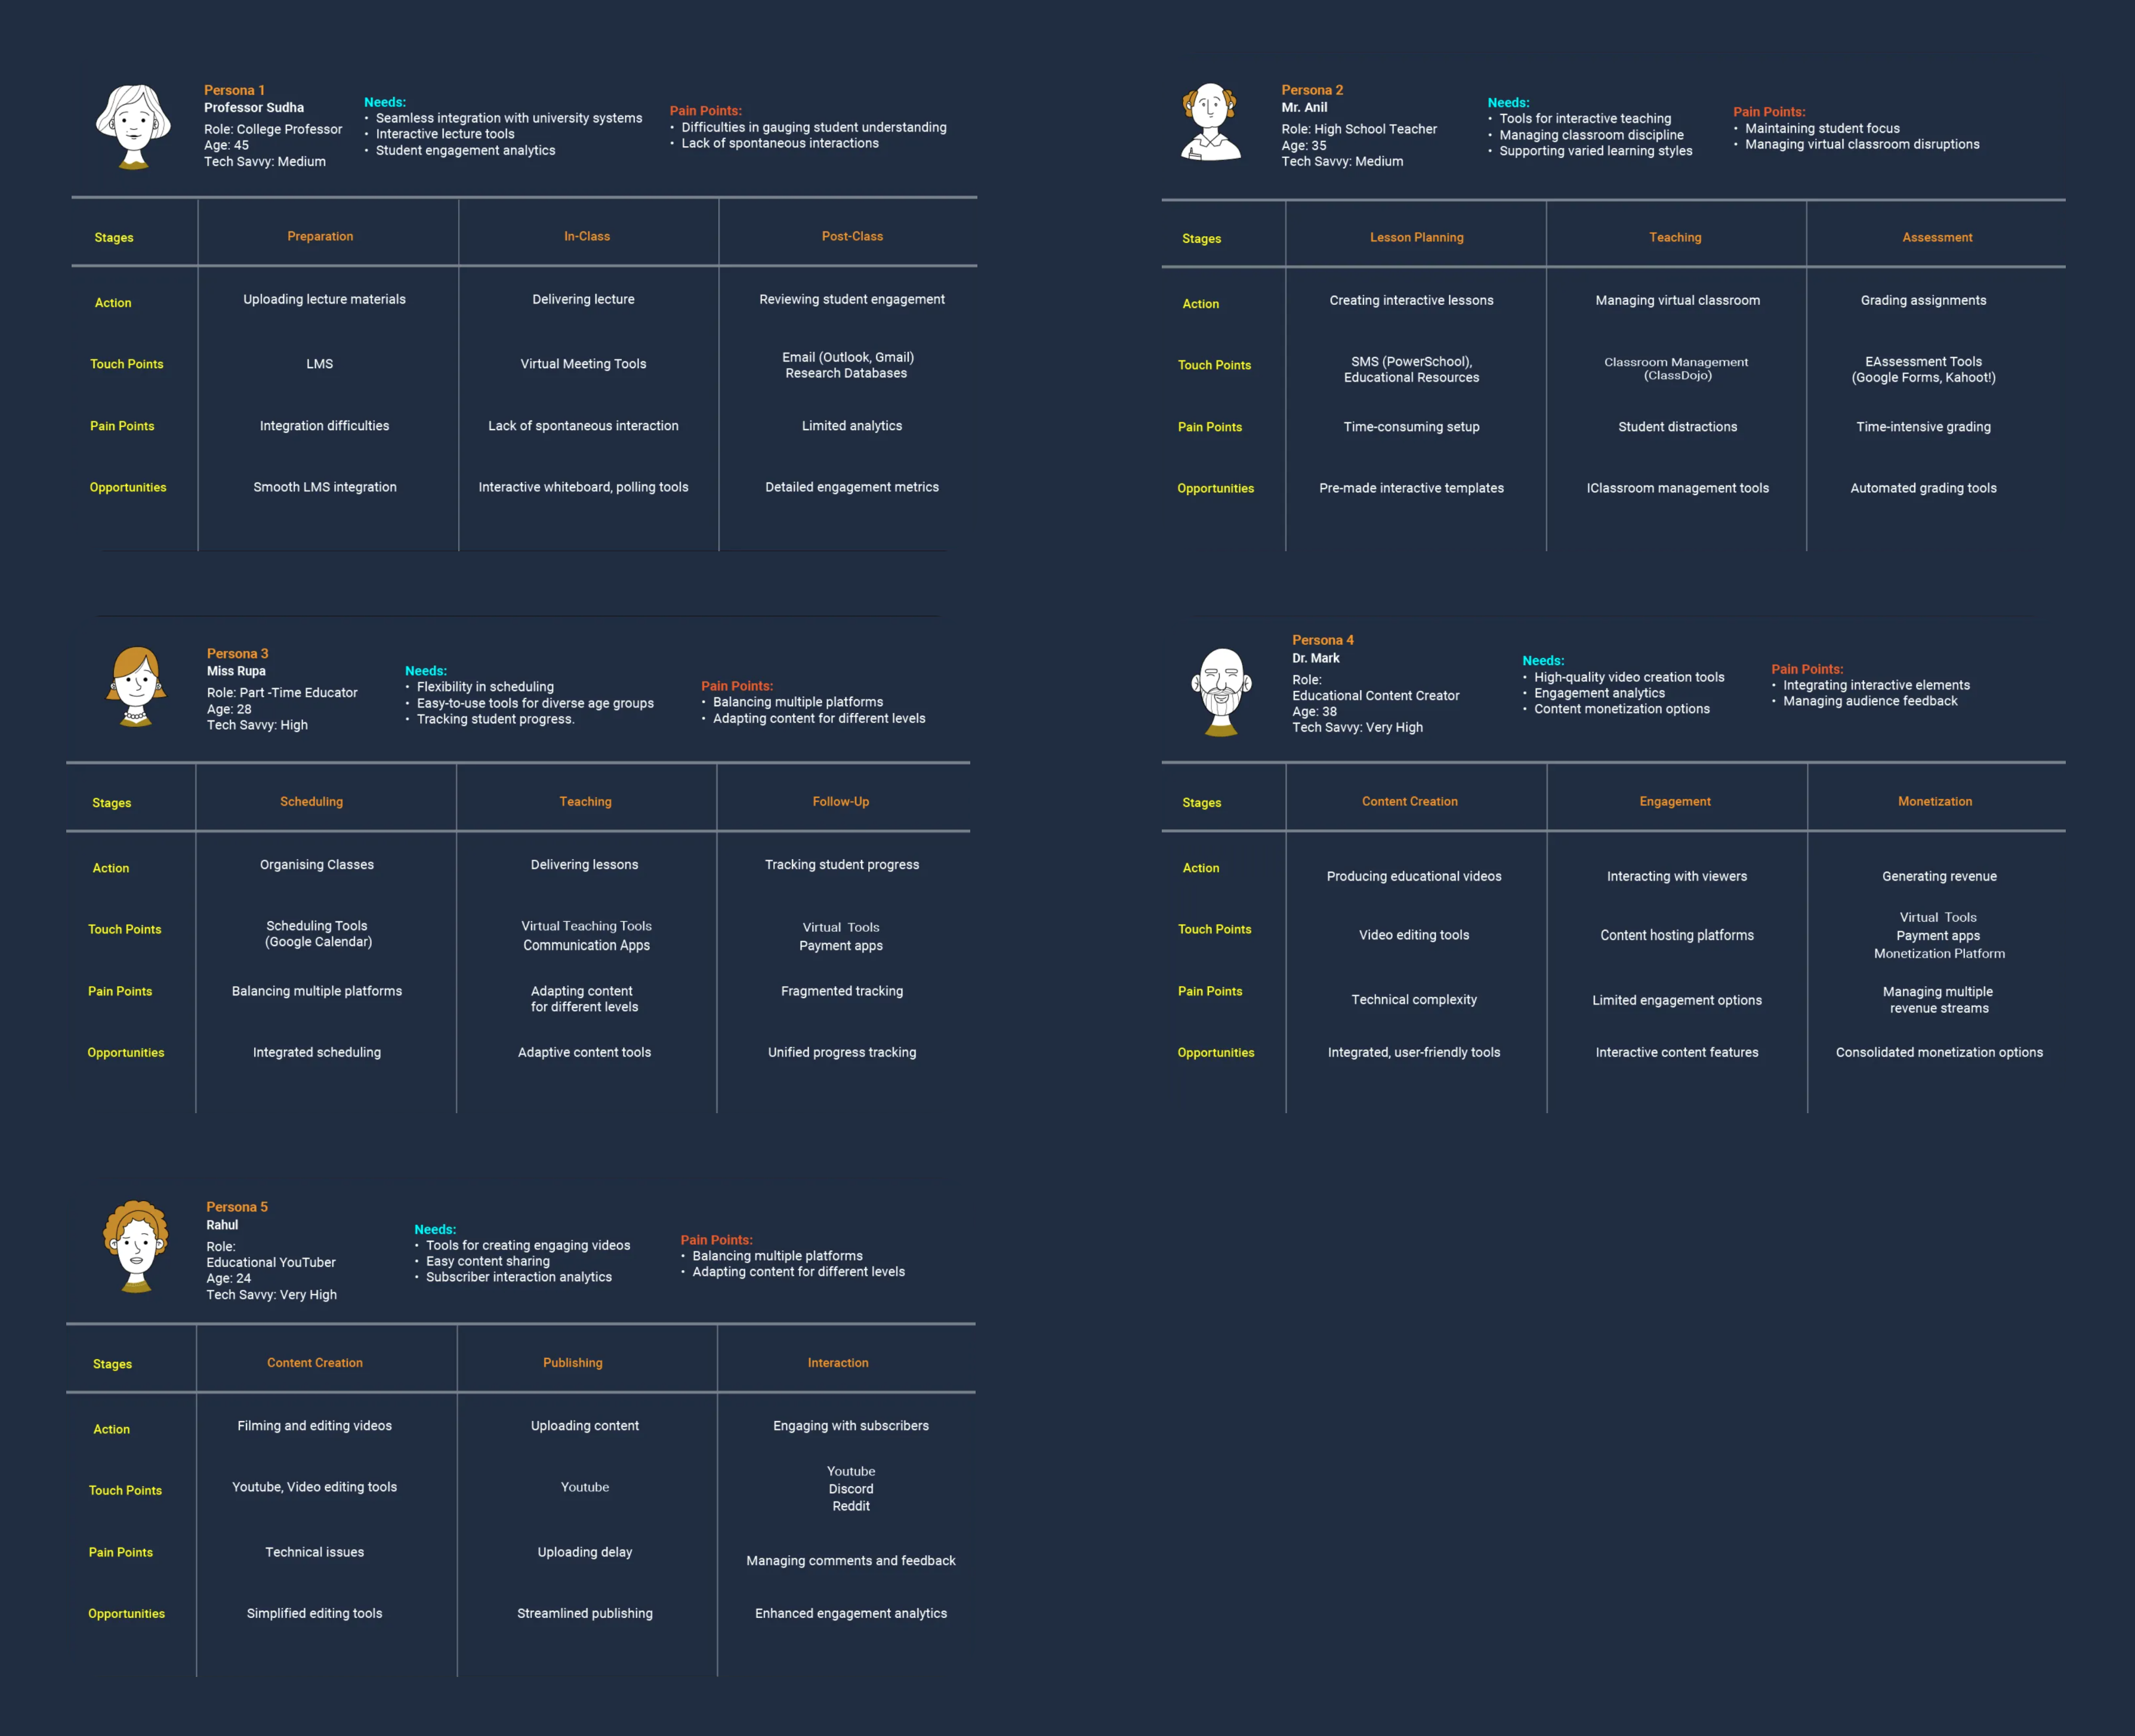 Persona 1
Professor Sudha
Role: College Professor
Age: 45
Tech Savvy: Medium
Needs:
• Seamless integration with university systems
• Interactive lecture tools
• Student engagement analytics
Pain Points:
• Difficulties in gauging student understanding
• Lack of spontaneous interactions
Stages
Preparation
In-Class
Post-Class
Action
Uploading lecture materials
Delivering lecture
Reviewing student engagement
Touch Points
LMS
Virtual Meeting Tools
Email (Outlook, Gmail)
Research Databases
Pain Points
Integration difficulties
Lack of spontaneous interaction
Limited analytics
Opportunities
Smooth LMS integration
Interactive whiteboard, polling tools
Detailed engagement metrics
Persona 2
Mr. Anil
Role: High School Teacher
Age: 35
Tech Savvy: Medium
Needs:
• Tools for interactive teaching
• Managing classroom discipline
• Supporting varied learning styles
Pain Points:
• Maintaining student focus
• Managing virtual classroom disruptions
Stages
Lesson Planning
Teaching
Assessment
Action
Creating interactive lessons
Managing virtual classroom
Grading assignments
Touch Points
SMS (PowerSchool),
Educational Resources
Classroom Management
(ClassDojo)
EAssessment Tools
(Google Forms, Kahoot!)
Pain Points
Time-consuming setup
Student distractions
Time-intensive grading
Opportunities
Pre-made interactive templates
IClassroom management tools
Automated grading tools
Persona 3
Miss Rupa
Role: Part -Time Educator
Age: 28
Tech Savvy: High
Needs:
• Flexibility in scheduling
• Easy-to-use tools for diverse age groups
• Tracking student progress.
Pain Points:
• Balancing multiple platforms
• Adapting content for different levels
Stages
Scheduling
Teaching
Follow-Up
Action
Organising Classes
Delivering lessons
Tracking student progress
Touch Points
Scheduling Tools
(Google Calendar)
Virtual Teaching Tools
Communication Apps
Virtual Tools
Payment apps
Pain Points
Balancing multiple platforms
Adapting content
for different levels
Fragmented tracking
Opportunities
Integrated scheduling
Adaptive content tools
Unified progress tracking
Persona 4
Dr. Mark
Role:
Educational Content Creator
Age: 38
Tech Savvy: Very High
Needs:
• High-quality video creation tools
• Engagement analytics
• Content monetization options
Pain Points:
• Integrating interactive elements
• Managing audience feedback
Stages
Content Creation
Engagement
Monetization
Action
Producing educational videos
Interacting with viewers
Generating revenue
Touch Points
Video editing tools
Content hosting platforms
Virtual Tools
Payment apps
Monetization Platform
Pain Points
Technical complexity
Limited engagement options
Managing multiple
revenue streams
Opportunities
Integrated, user-friendly tools
Interactive content features
Consolidated monetization options
Persona 5
Rahul
Role:
Educational YouTuber
Age: 24
Tech Savvy: Very High
Needs:
• Tools for creating engaging videos
• Easy content sharing
• Subscriber interaction analytics
Pain Points:
• Balancing multiple platforms
• Adapting content for different levels
Stages
Content Creation
Publishing
Interaction
Action
Filming and editing videos
Uploading content
Engaging with subscribers
Touch Points
Youtube, Video editing tools
Youtube
Youtube
Discord
Reddit
Pain Points
Technical issues
Uploading delay
Managing comments and feedback
Opportunities
Simplified editing tools
Streamlined publishing
Enhanced engagement analytics